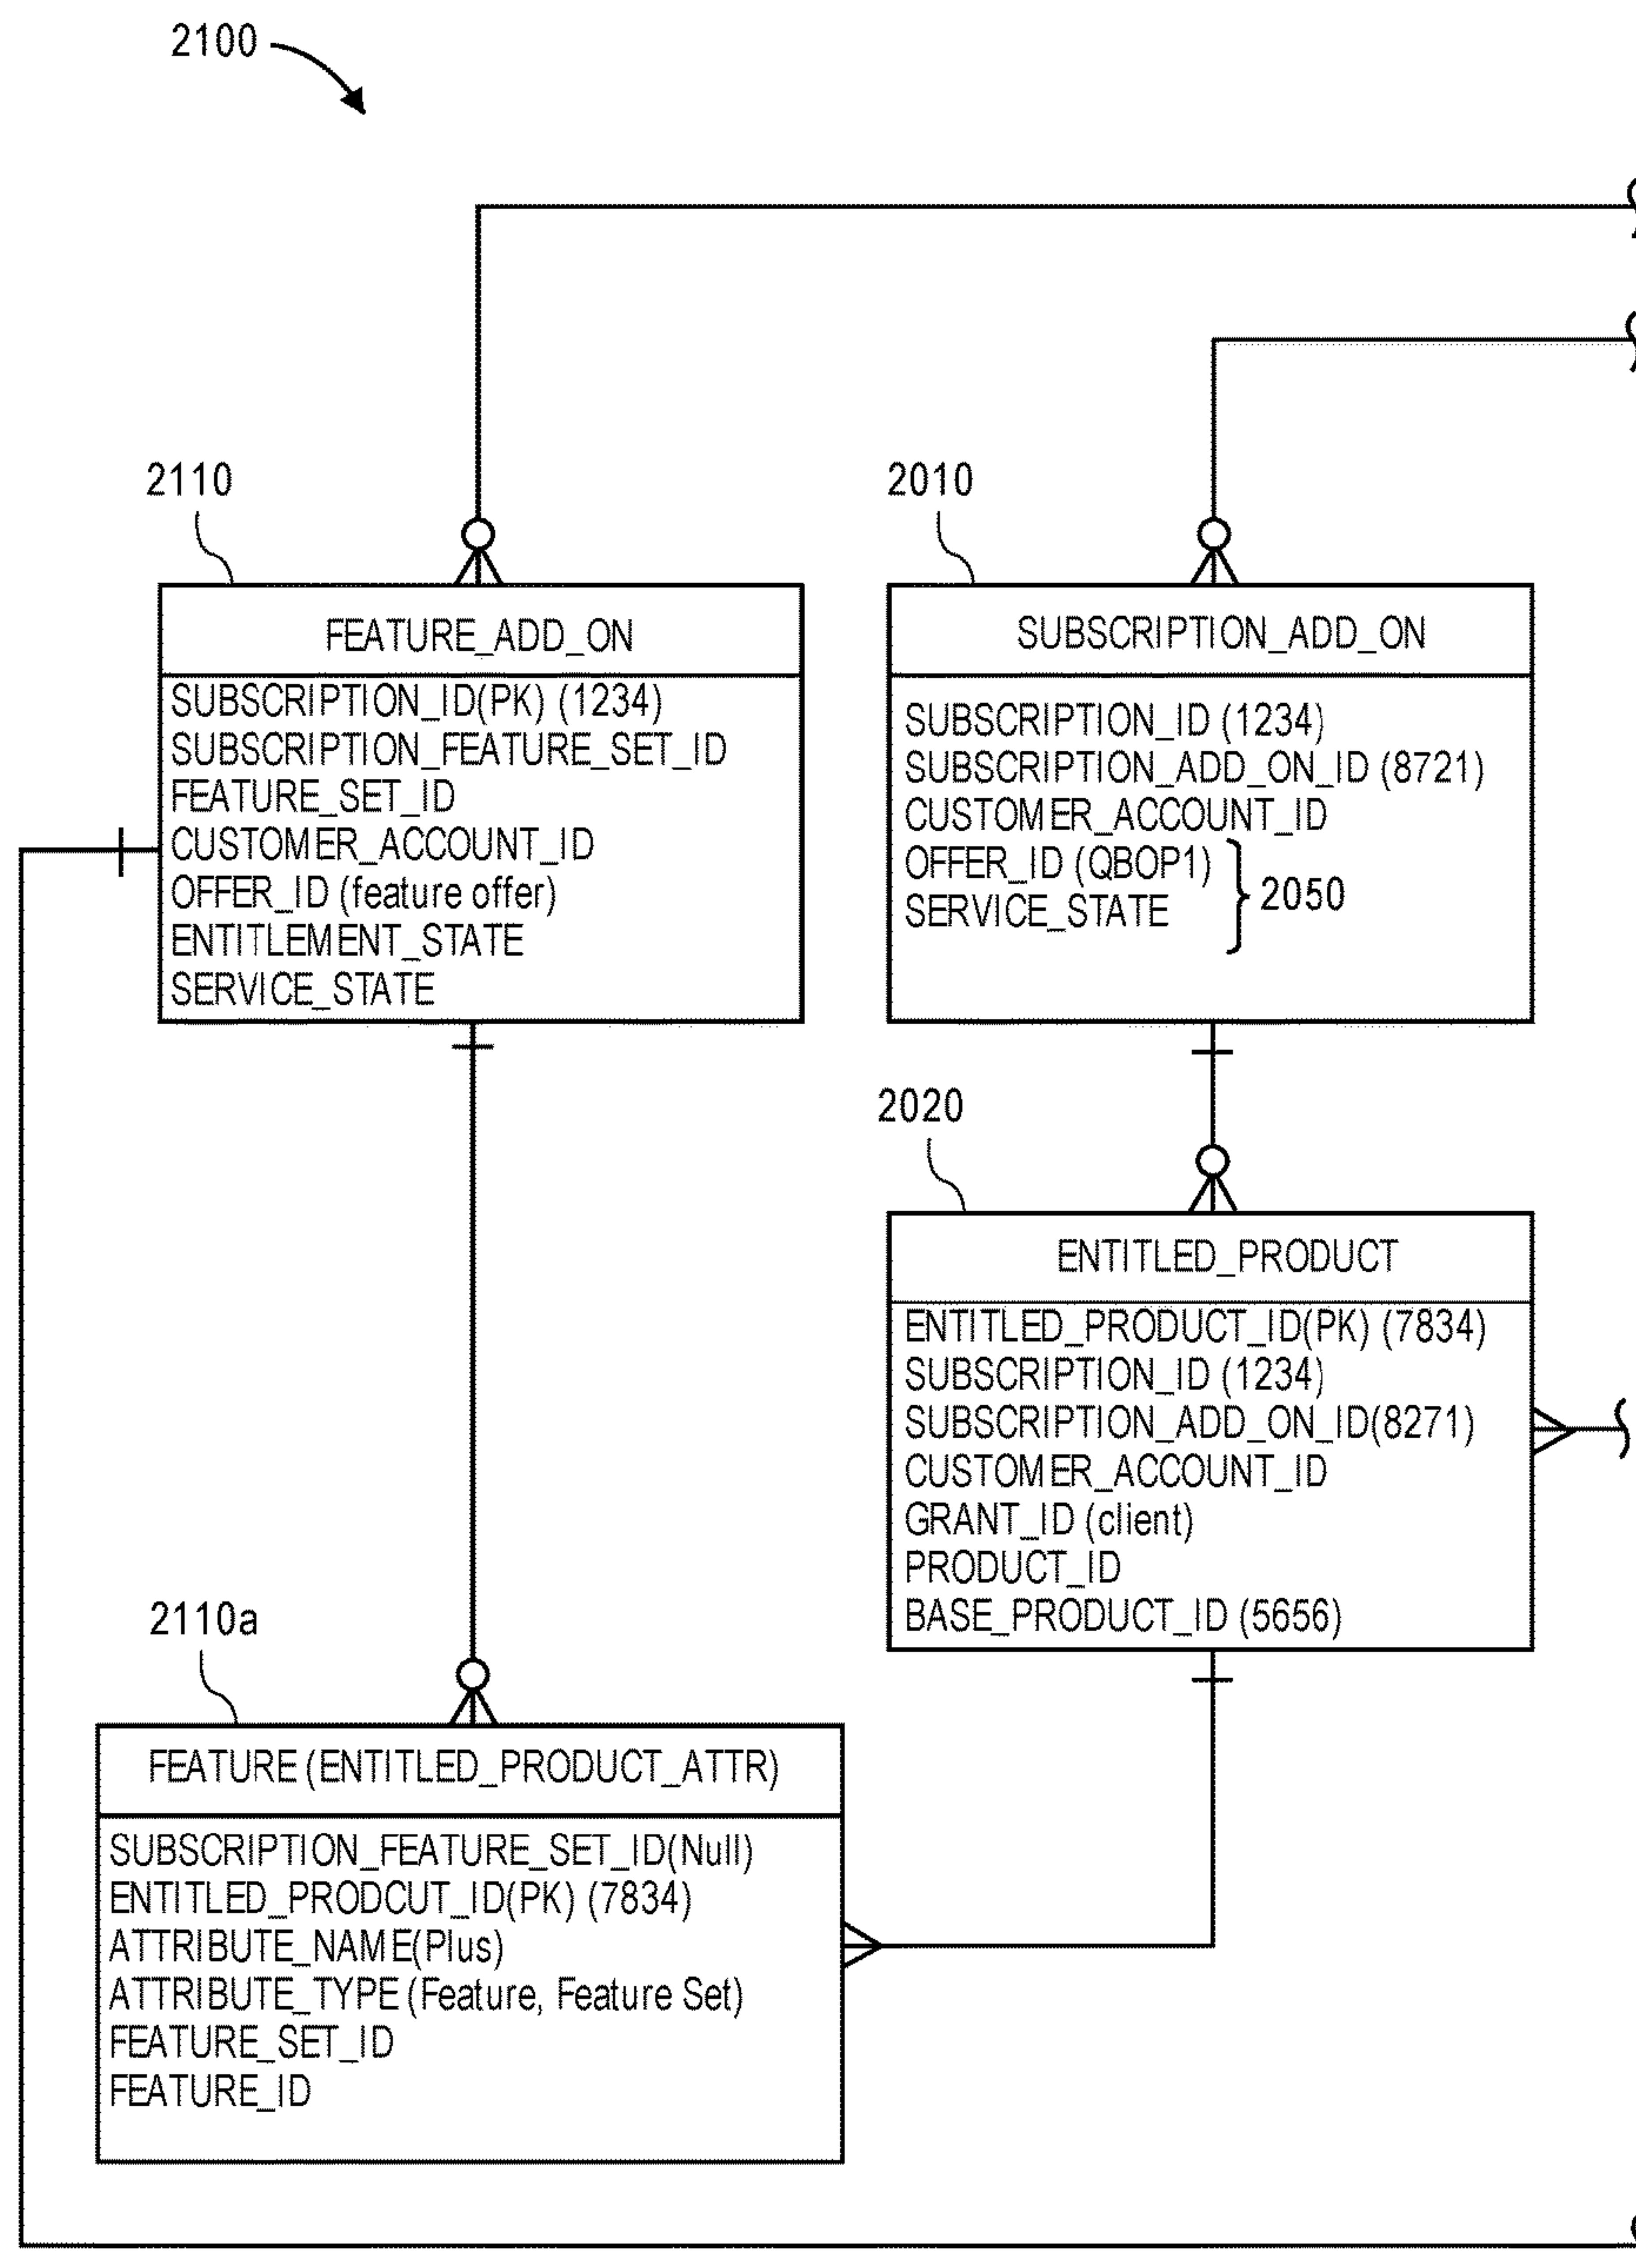 2100
2110
FEATURE_ADD_ON
SUBSCRIPTION_ID(PK) (1234)
SUBSCRIPTION_FEATURE_SET_ID
FEATURE_SET_ID
CUSTOMER_ACCOUNT_ID
OFFER_ID (feature offer)
ENTITLEMENT_STATE
SERVICE_STATE
2010
SUBSCRIPTION_ADD_ON
SUBSCRIPTION_ID (1234)
SUBSCRIPTION_ADD_ON_ID (8721)
CUSTOMER_ACCOUNT_ID
OFFER_ID (QBOP1)
SERVICE_STATE
2050
2020
ENTITLED_PRODUCT
ENTITLED_PRODUCT_ID(PK) (7834)
SUBSCRIPTION_ID (1234)
SUBSCRIPTION_ADD_ON_ID(8271)
CUSTOMER_ACCOUNT_ID
GRANT_ID (client)
PRODUCT_ID
BASE_PRODUCT_ID (5656)
2110a
FEATURE (ENTITLED_PRODUCT_ATTR)
SUBSCRIPTION_FEATURE_SET_ID(Null)
ENTITLED_PRODCUT_ID(PK) (7834)
ATTRIBUTE_NAME(Plus)
ATTRIBUTE_TYPE (Feature, Feature Set)
FEATURE_SET_ID
FEATURE_ID